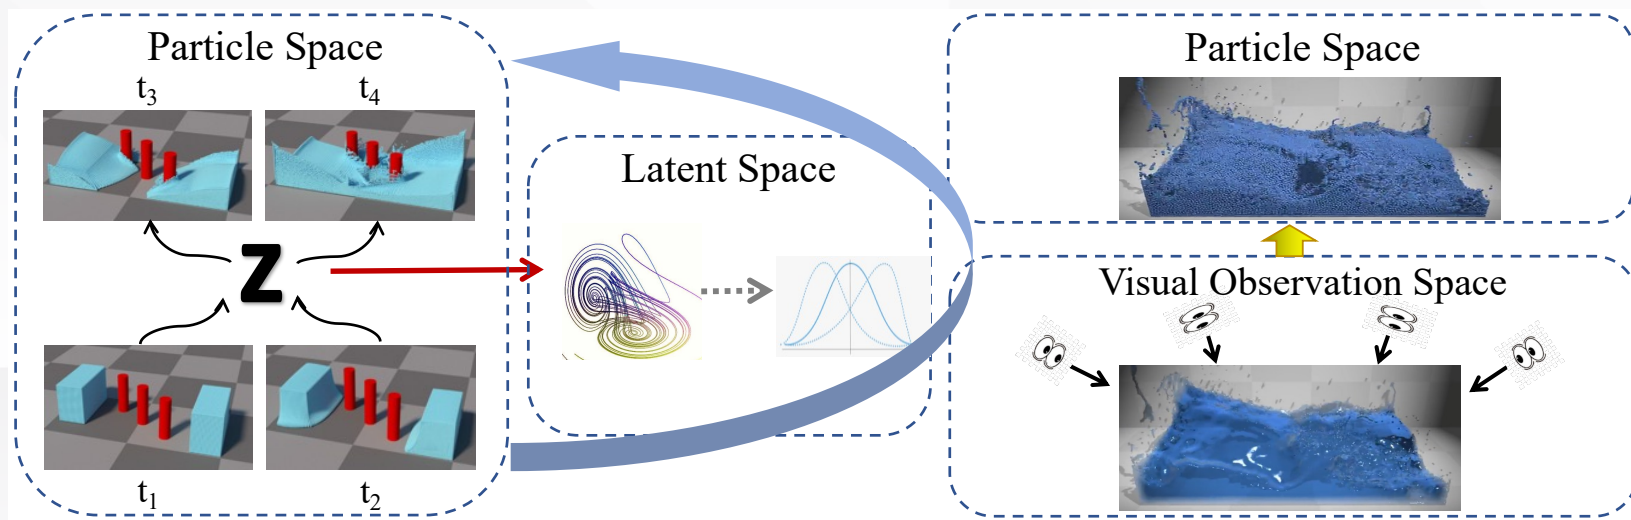 Particle Space
t3
t4
Z
t1
t2
Latent Space
Particle Space
Visual Observation Space